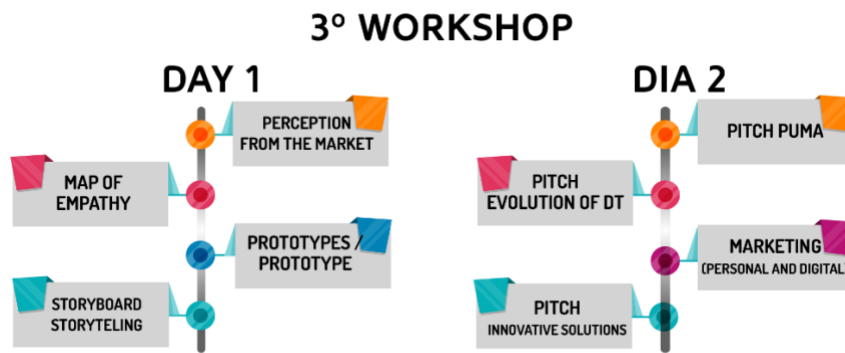 3º WORKSHOP
DAY 1
PERCEPTION
FROM THE MARKET
MAP OF
EMPATHY
PROTOTYPES /
PROTOTYPE
STORYBOARD
STORYTELING
DIA 2
PITCH PUMA
PITCH
EVOLUTION OF DT
MARKETING
(PERSONAL AND DIGITAL)
PITCH
INNOVATIVE SOLUTIONS